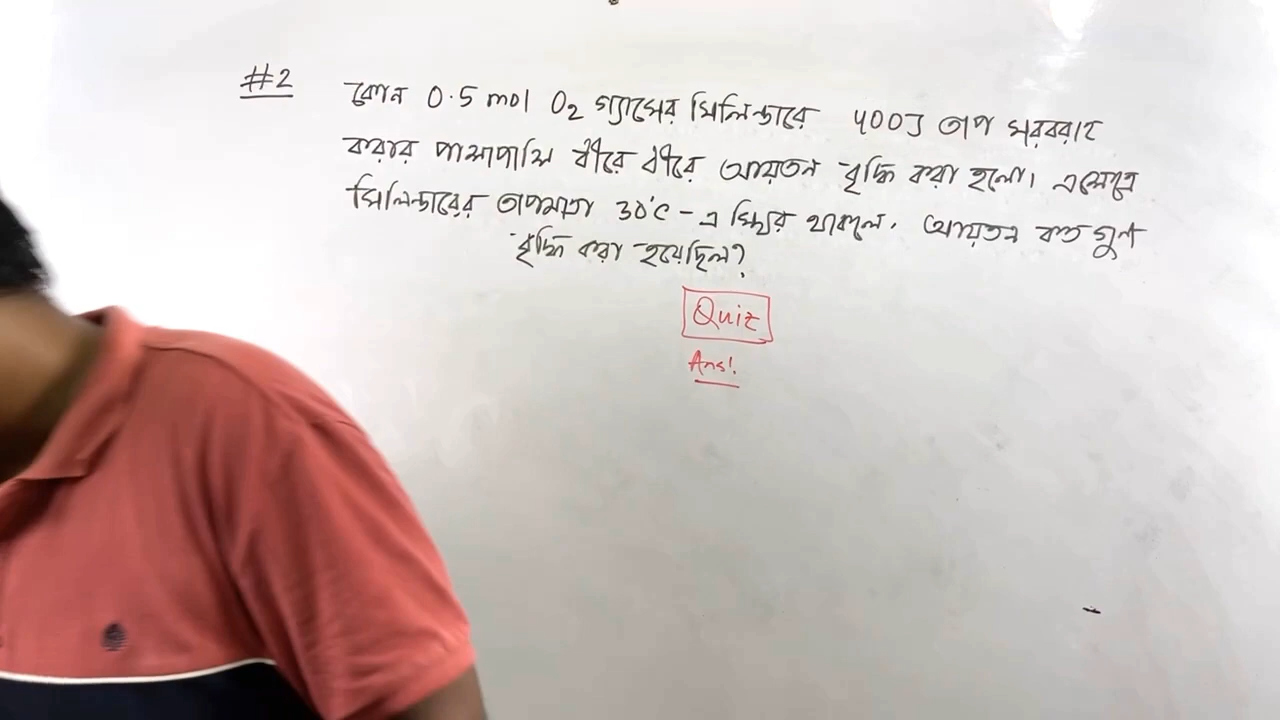 #2
কোন 0.5 mol O₂ গ্যাসের সিলিন্ডারে 400J তাপ সরবরাহ
করার পাশাপাশি ধীরে ধীরে আয়তন বৃদ্ধি করা হলো। এক্ষেত্রে
সিলিন্ডারের তাপমাত্রা 30°C-এ স্থির থাকলে, আয়তন কত গুণ
বৃদ্ধি করা হয়েছিল?
Quiz
Ans: